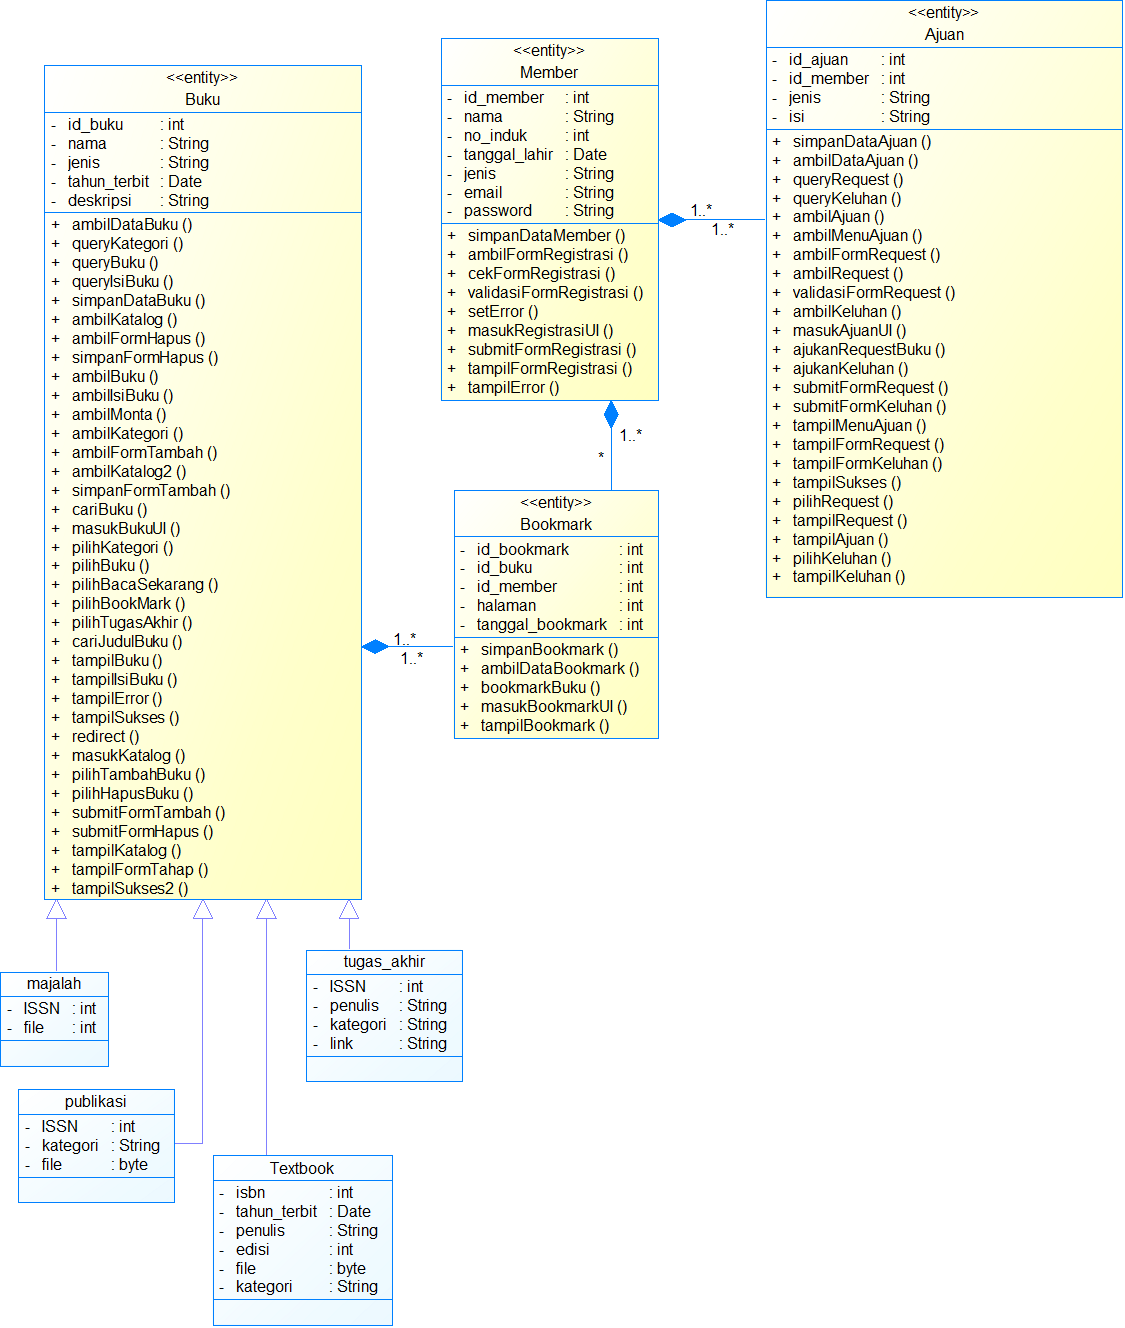 <<entity>>
Buku
- id_buku : int
- nama : String
- jenis : String
- tahun_terbit : Date
- deskripsi : String
+ ambilDataBuku ()
+ queryKategori ()
+ queryBuku ()
+ queryIsiBuku ()
+ simpanDataBuku ()
+ ambilKatalog ()
+ ambilFormHapus ()
+ simpanFormHapus ()
+ ambilBuku ()
+ ambilIsiBuku ()
+ ambilMonta ()
+ ambilKategori ()
+ ambilFormTambah ()
+ ambilKatalog2 ()
+ simpanFormTambah ()
+ cariBuku ()
+ masukBukuUI ()
+ pilihKategori ()
+ pilihBuku ()
+ pilihBacaSekarang ()
+ pilihBookMark ()
+ pilihTugasAkhir ()
+ cariJudulBuku ()
+ tampilBuku ()
+ tampilIsiBuku ()
+ tampilError ()
+ tampilSukses ()
+ redirect ()
+ masukKatalog ()
+ pilihTambahBuku ()
+ pilihHapusBuku ()
+ submitFormTambah ()
+ submitFormHapus ()
+ tampilKatalog ()
+ tampilFormTahap ()
+ tampilSukses2 ()
<<entity>>
Member
- id_member : int
- nama : String
- no_induk : int
- tanggal_lahir : Date
- jenis : String
- email : String
- password : String
+ simpanDataMember ()
+ ambilFormRegistrasi ()
+ cekFormRegistrasi ()
+ validasiFormRegistrasi ()
+ setError ()
+ masukRegistrasiUI ()
+ submitFormRegistrasi ()
+ tampilFormRegistrasi ()
+ tampilError ()
1..*
1..*
<<entity>>
Ajuan
- id_ajuan : int
- id_member : int
- jenis : String
- isi : String
+ simpanDataAjuan ()
+ ambilDataAjuan ()
+ queryRequest ()
+ queryKeluhan ()
+ ambilAjuan ()
+ ambilMenuAjuan ()
+ ambilFormRequest ()
+ ambilRequest ()
+ validasiFormRequest ()
+ ambilKeluhan ()
+ masukAjuanUI ()
+ ajukanRequestBuku ()
+ ajukanKeluhan ()
+ submitFormRequest ()
+ submitFormKeluhan ()
+ tampilMenuAjuan ()
+ tampilFormRequest ()
+ tampilFormKeluhan ()
+ tampilSukses ()
+ pilihRequest ()
+ tampilRequest ()
+ tampilAjuan ()
+ pilihKeluhan ()
+ tampilKeluhan ()
1..*
*
<<entity>>
Bookmark
- id_bookmark : int
- id_buku : int
- id_member : int
- halaman : int
- tanggal_bookmark : int
+ simpanBookmark ()
+ ambilDataBookmark ()
+ bookmarkBuku ()
+ masukBookmarkUI ()
+ tampilBookmark ()
1..*
1..*
majalah
- ISSN : int
- file : int
tugas_akhir
- ISSN : int
- penulis : String
- kategori : String
- link : String
publikasi
- ISSN : int
- kategori : String
- file : byte
Textbook
- isbn : int
- tahun_terbit : Date
- penulis : String
- edisi : int
- file : byte
- kategori : String